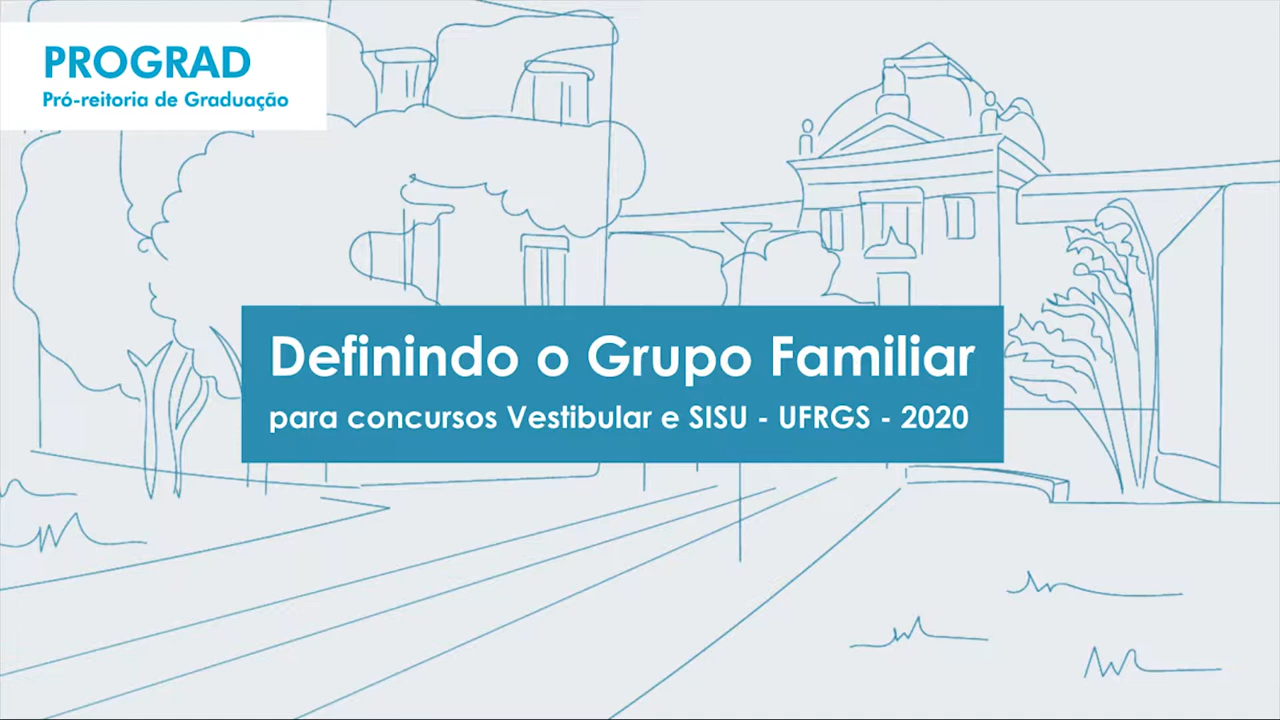 PROGRAD
Pró-reitoria de Graduação
Definindo o Grupo Familiar
para concursos Vestibular e SISU - UFRGS - 2020